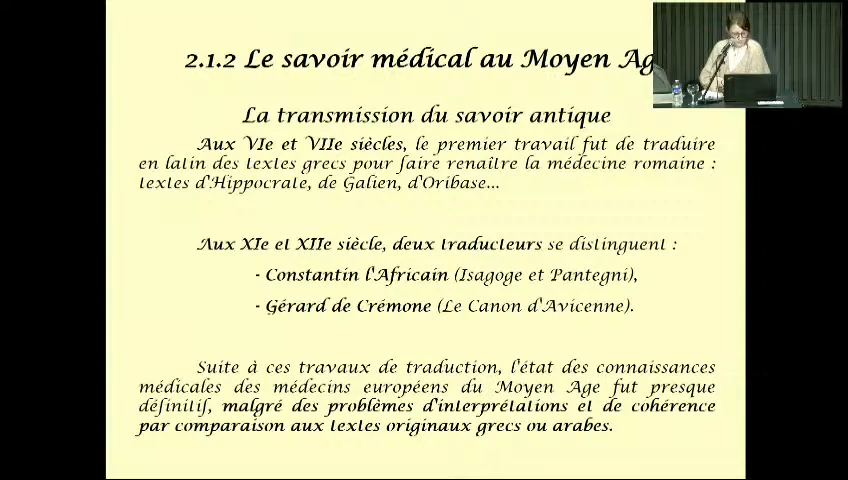 2.1.2 Le savoir médical au Moyen Ag
La transmission du savoir antique
Aux VIe et VIIe siècles, le premier travail fut de traduire
en latin des textes grecs pour faire renaître la médecine romaine :
textes d'Hippocrate, de Galien, d'Oribase...
Aux XIe et XIIe siècle, deux traducteurs se distinguent :
- Constantin l'Africain (Isagoge et Pantegni),
- Gérard de Crémone (Le Canon d'Avicenne).
Suite à ces travaux de traduction, l'état des connaissances
médicales des médecins européens du Moyen Age fut presque
définitif, malgré des problèmes d'interprétations et de cohérence
par comparaison aux textes originaux grecs ou arabes.